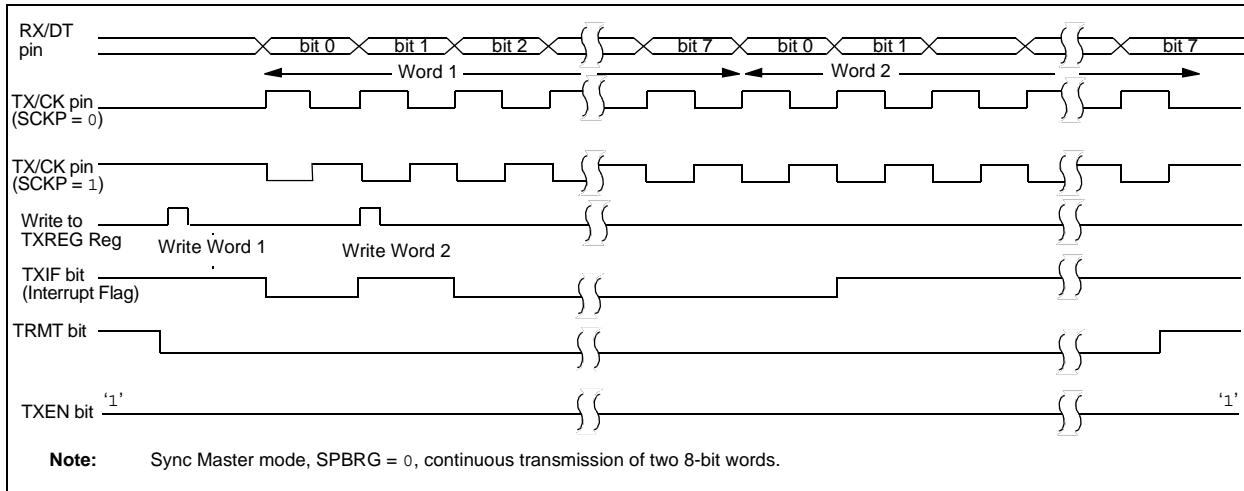 RX/DT
pin
bit 0 bit 1 bit 2 bit 7 bit 0 bit 1 bit 7
Word 1 Word 2
TX/CK pin
(SCKP = 0)
TX/CK pin
(SCKP = 1)
Write to
TXREG Reg
Write Word 1 Write Word 2
TXIF bit
(Interrupt Flag)
TRMT bit
TXEN bit ‘1’ ‘1’
Note: Sync Master mode, SPBRG = 0, continuous transmission of two 8-bit words.